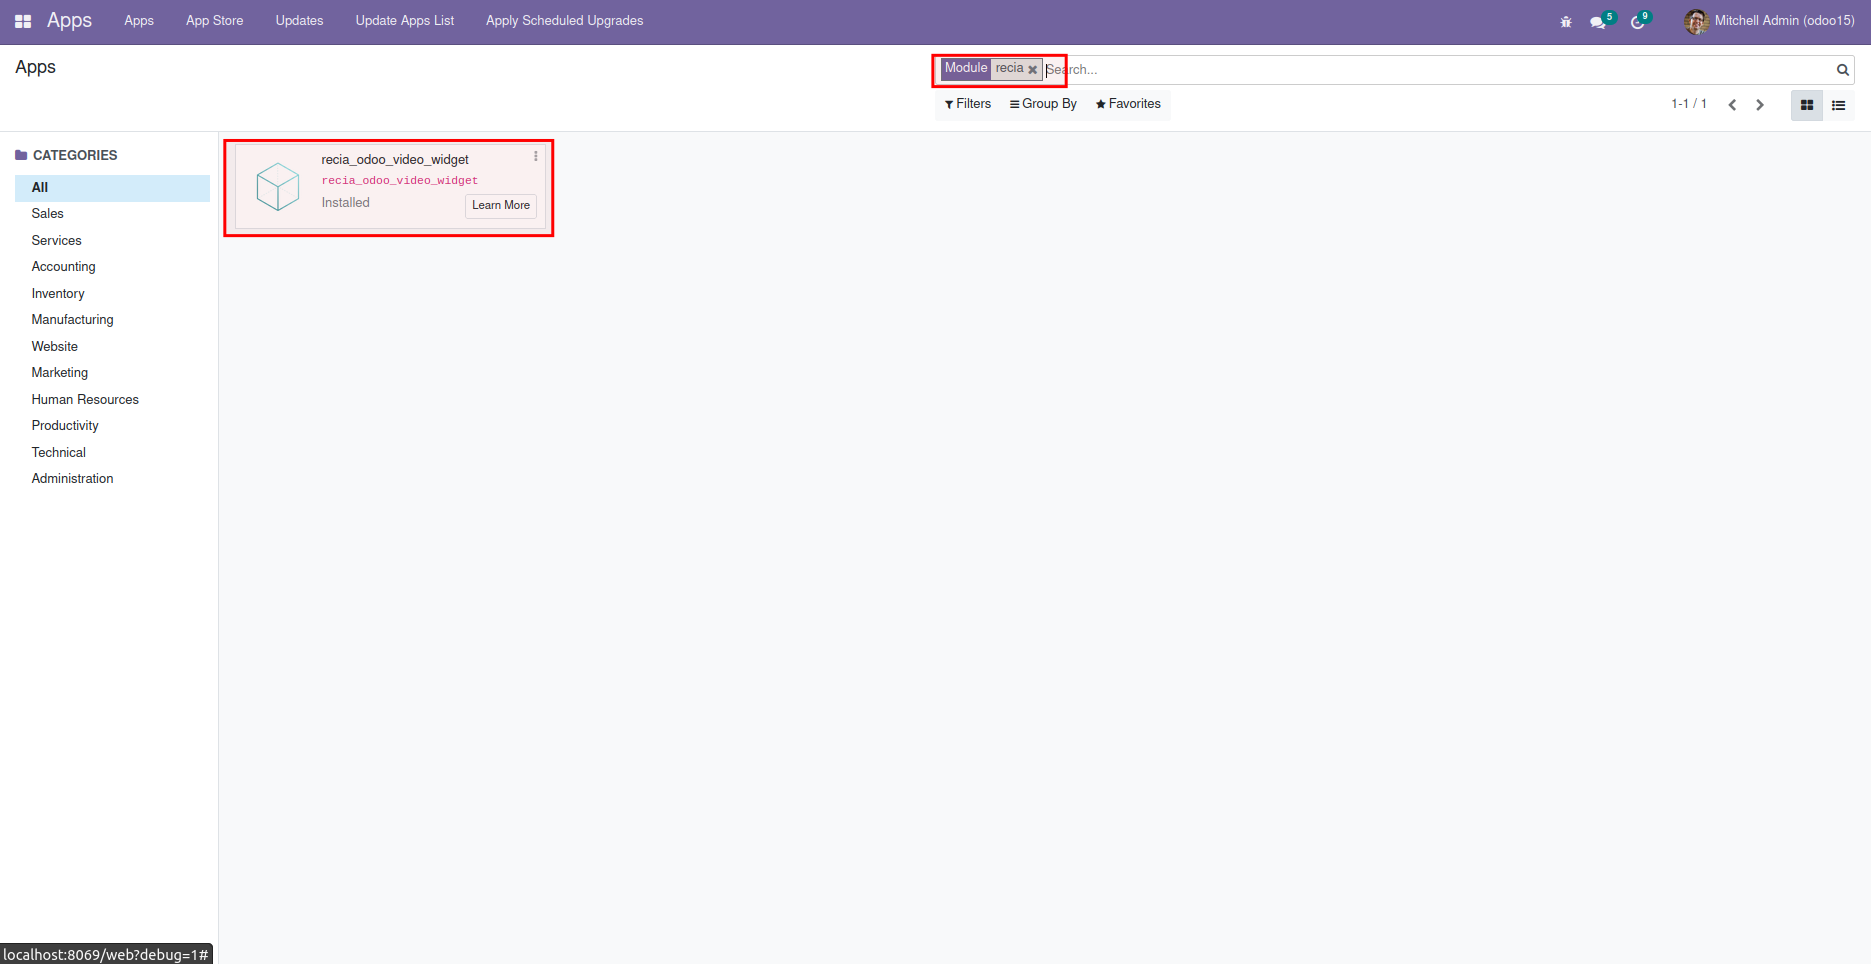 Apps Apps App Store Updates Update Apps List Apply Scheduled Upgrades 5 9 Mitchell Admin (odoo15)
Apps
Module recia Search...
Filters Group By Favorites 1-1 / 1
CATEGORIES
All
Sales
Services
Accounting
Inventory
Manufacturing
Website
Marketing
Human Resources
Productivity
Technical
Administration
recia_odoo_video_widget
recia_odoo_video_widget
Installed Learn More
localhost:8069/web?debug=1#